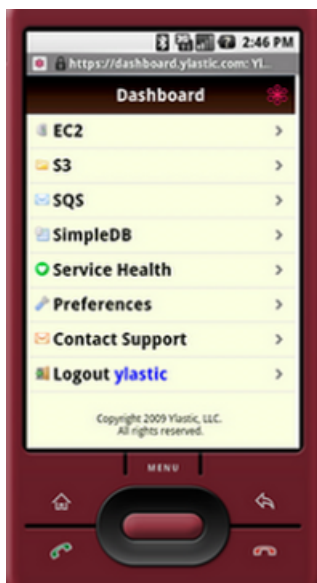 3G
2:46 PM
https://dashboard.ylastic.com: Yl...
Dashboard
EC2
S3
SQS
SimpleDB
Service Health
Preferences
Contact Support
Logout ylastic
Copyright 2009 Ylastic, LLC.
All rights reserved.
MENU